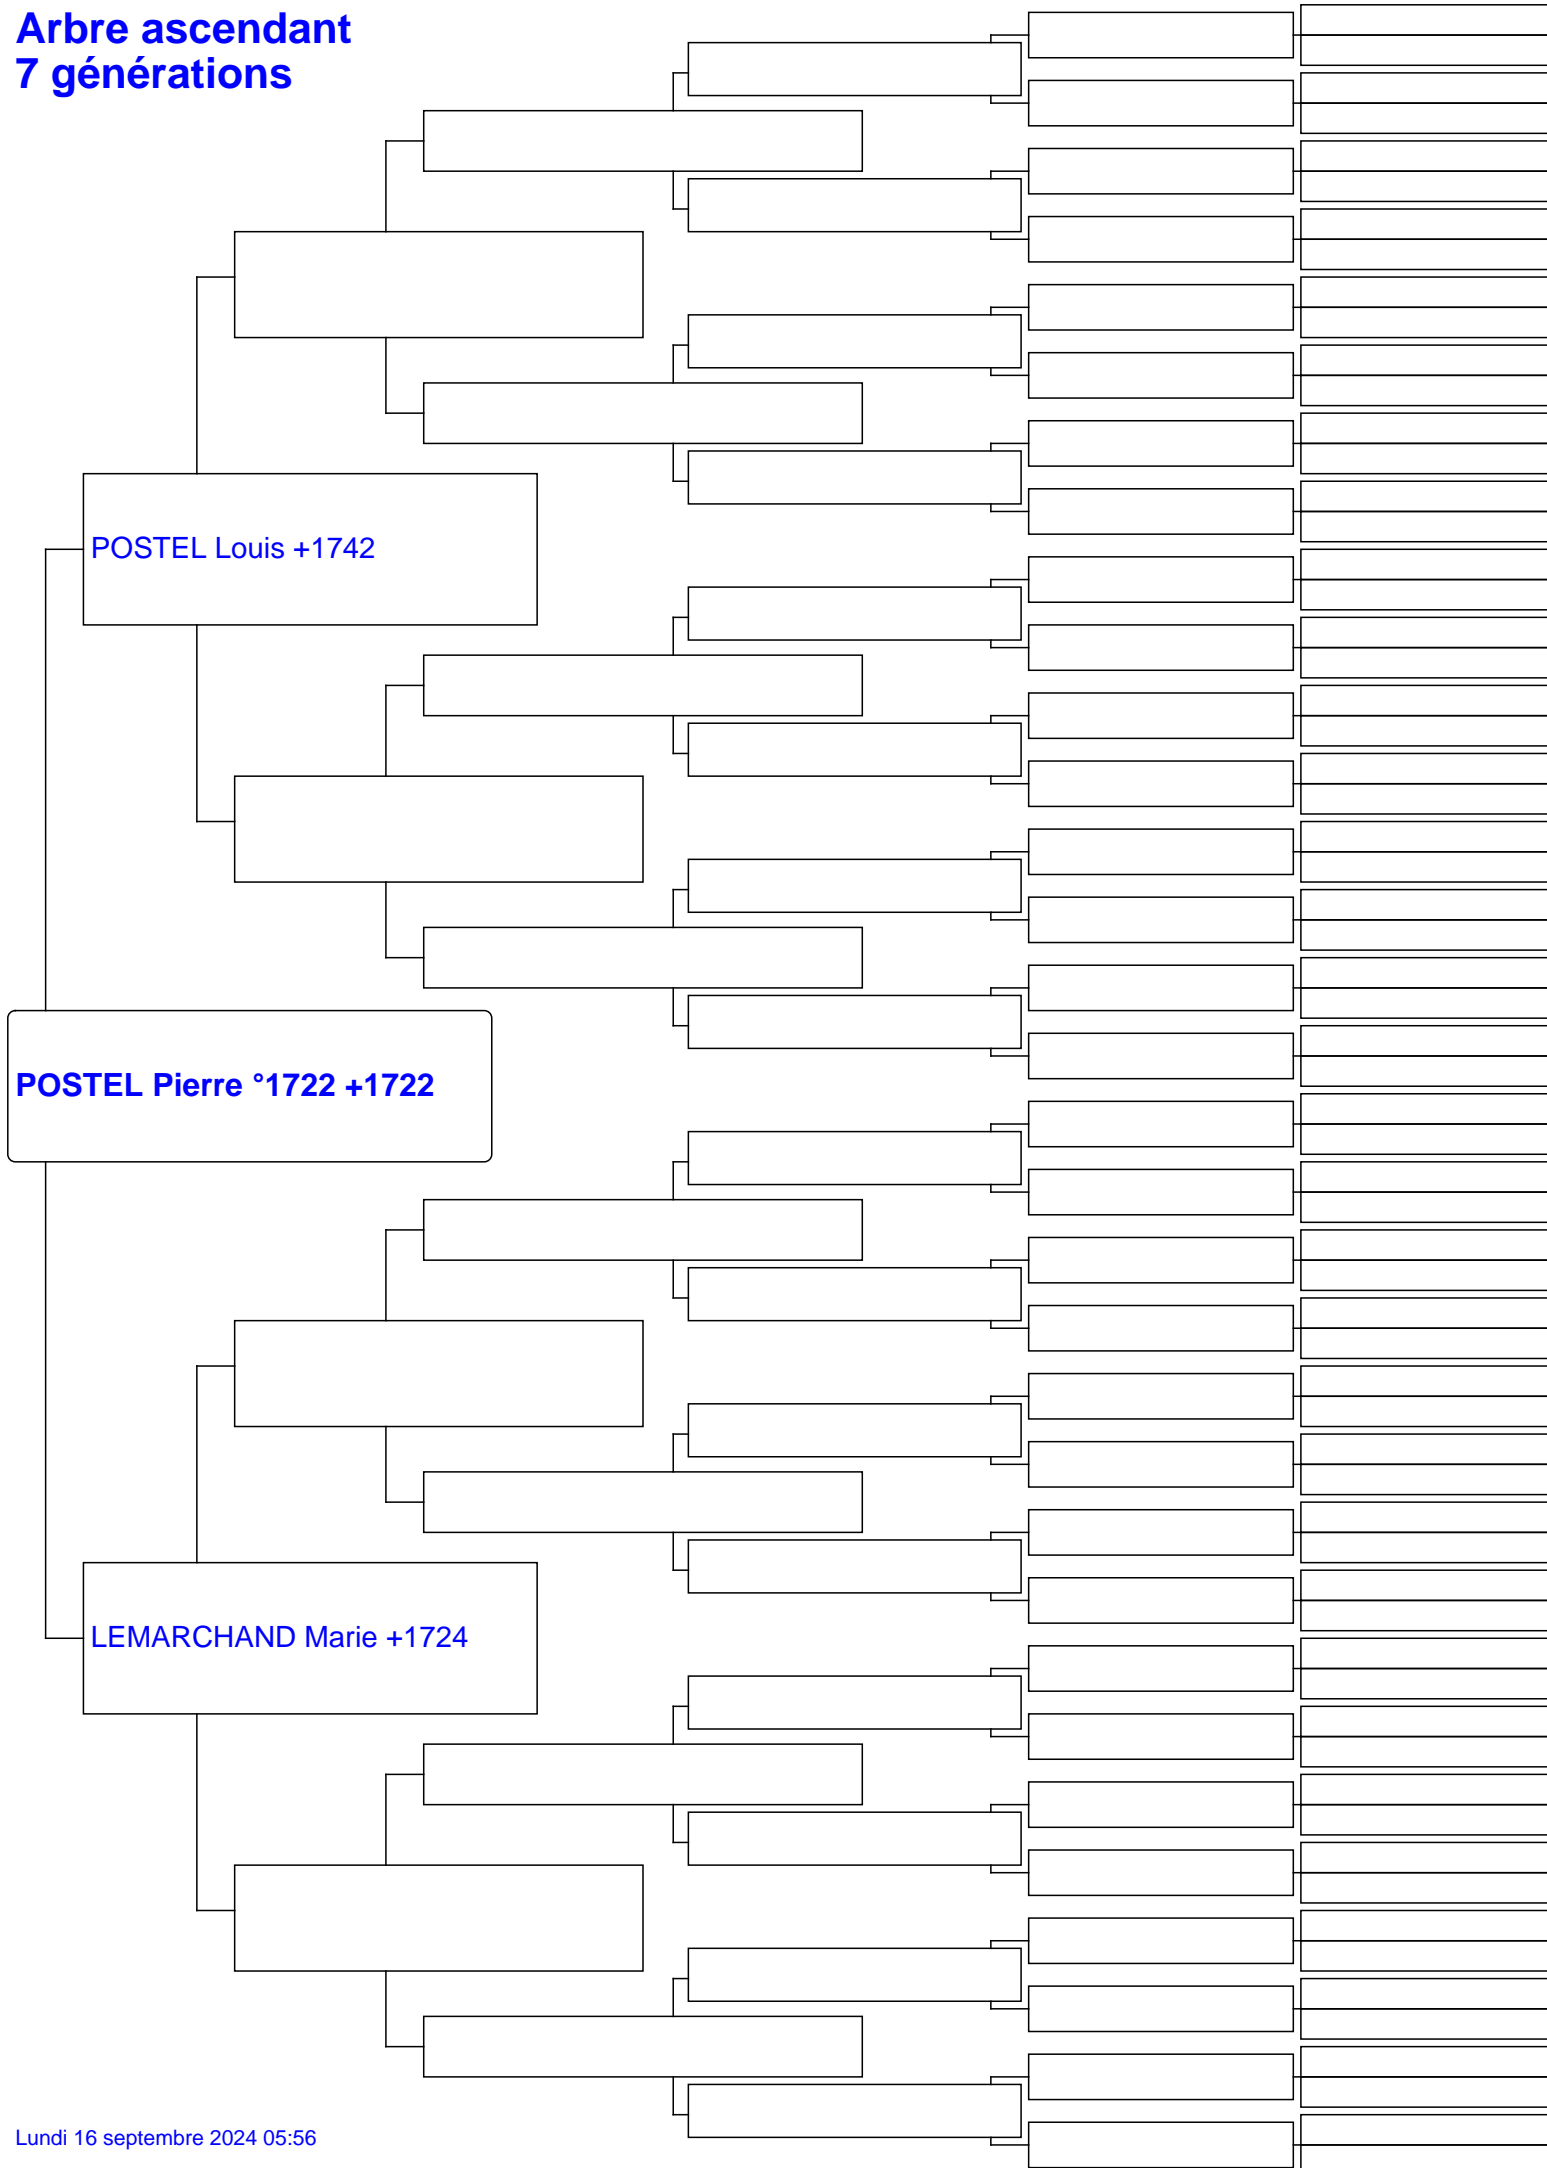 Arbre ascendant
7 générations
POSTEL Louis +1742
POSTEL Pierre °1722 +1722
LEMARCHAND Marie +1724
Lundi 16 septembre 2024 05:56